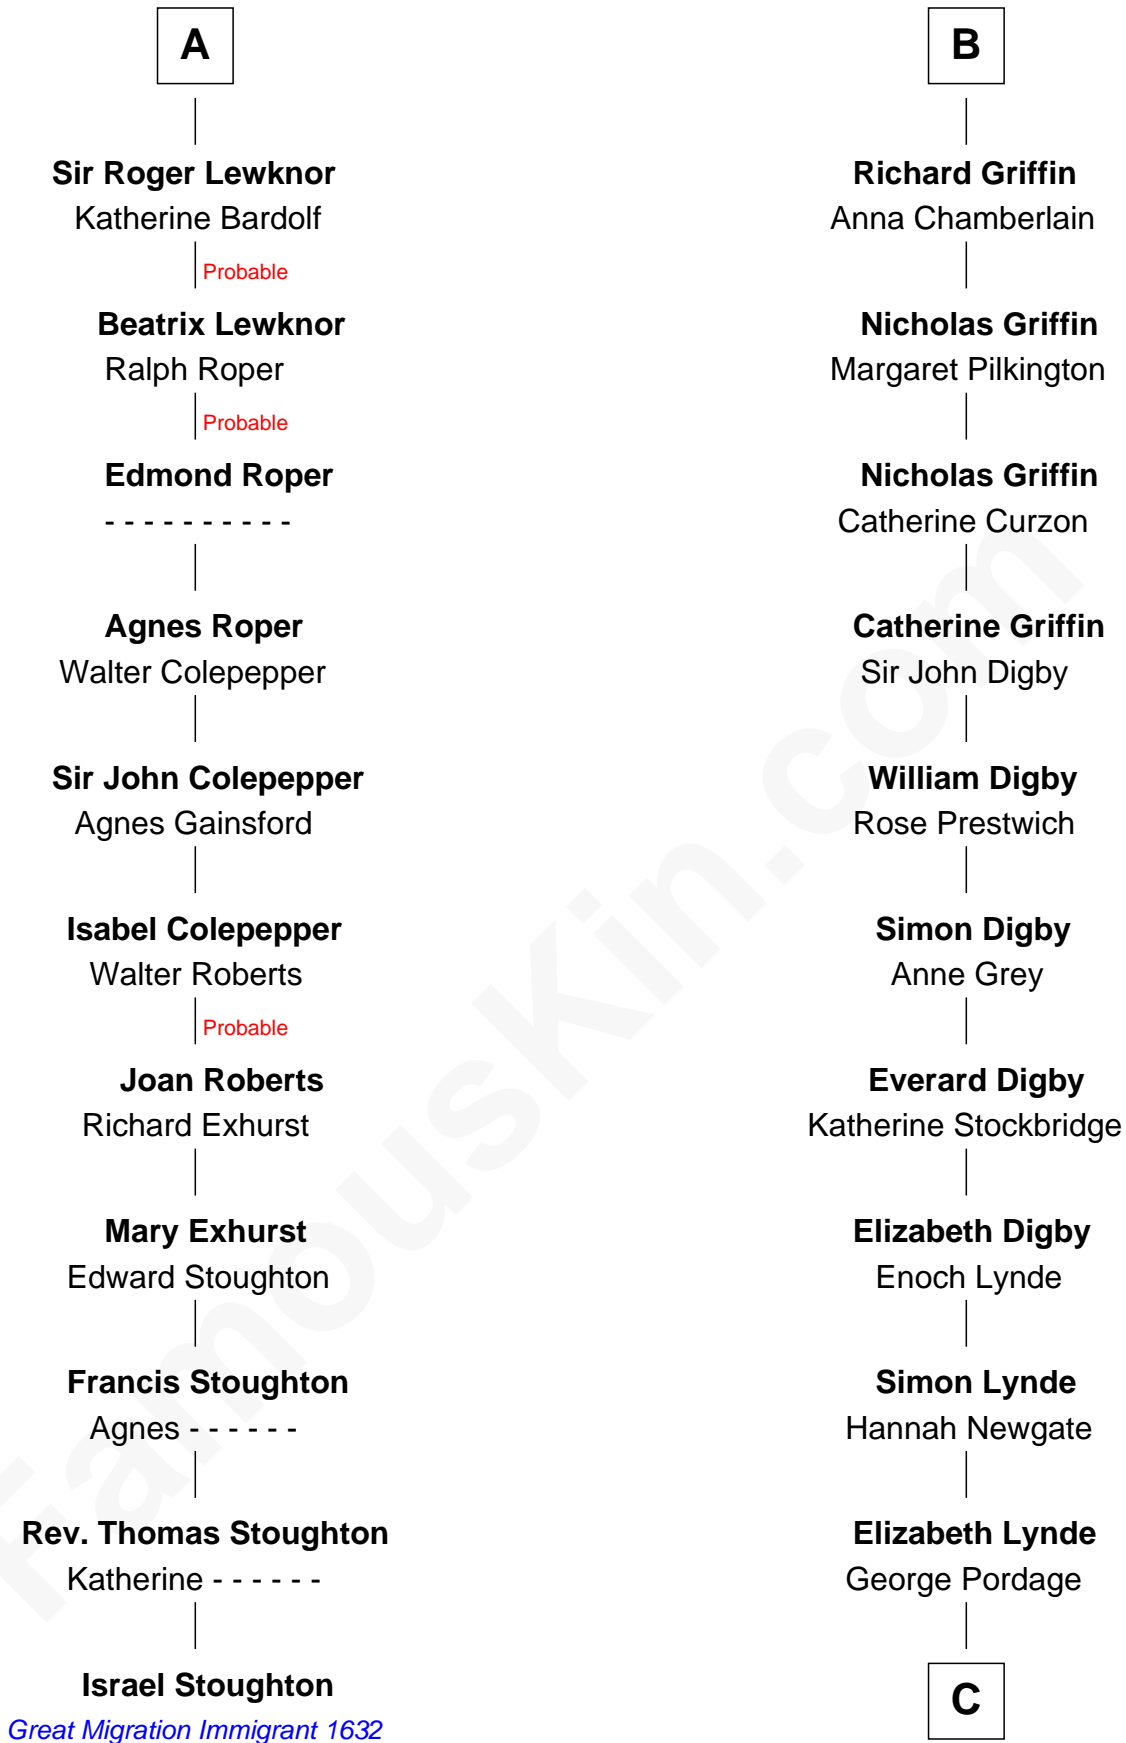 A
Sir Roger Lewknor
Katherine Bardolf
Probable
Beatrix Lewknor
Ralph Roper
Probable
Edmond Roper
- - - - - - - - - -
Agnes Roper
Walter Colepepper
Sir John Colepepper
Agnes Gainsford
Isabel Colepepper
Walter Roberts
Probable
Joan Roberts
Richard Exhurst
Mary Exhurst
Edward Stoughton
Francis Stoughton
Agnes - - - - - -
Rev. Thomas Stoughton
Katherine - - - - - -
Israel Stoughton
Great Migration Immigrant 1632
B
Richard Griffin
Anna Chamberlain
Nicholas Griffin
Margaret Pilkington
Nicholas Griffin
Catherine Curzon
Catherine Griffin
Sir John Digby
William Digby
Rose Prestwich
Simon Digby
Anne Grey
Everard Digby
Katherine Stockbridge
Elizabeth Digby
Enoch Lynde
Simon Lynde
Hannah Newgate
Elizabeth Lynde
George Pordage
C
FamousKin.com